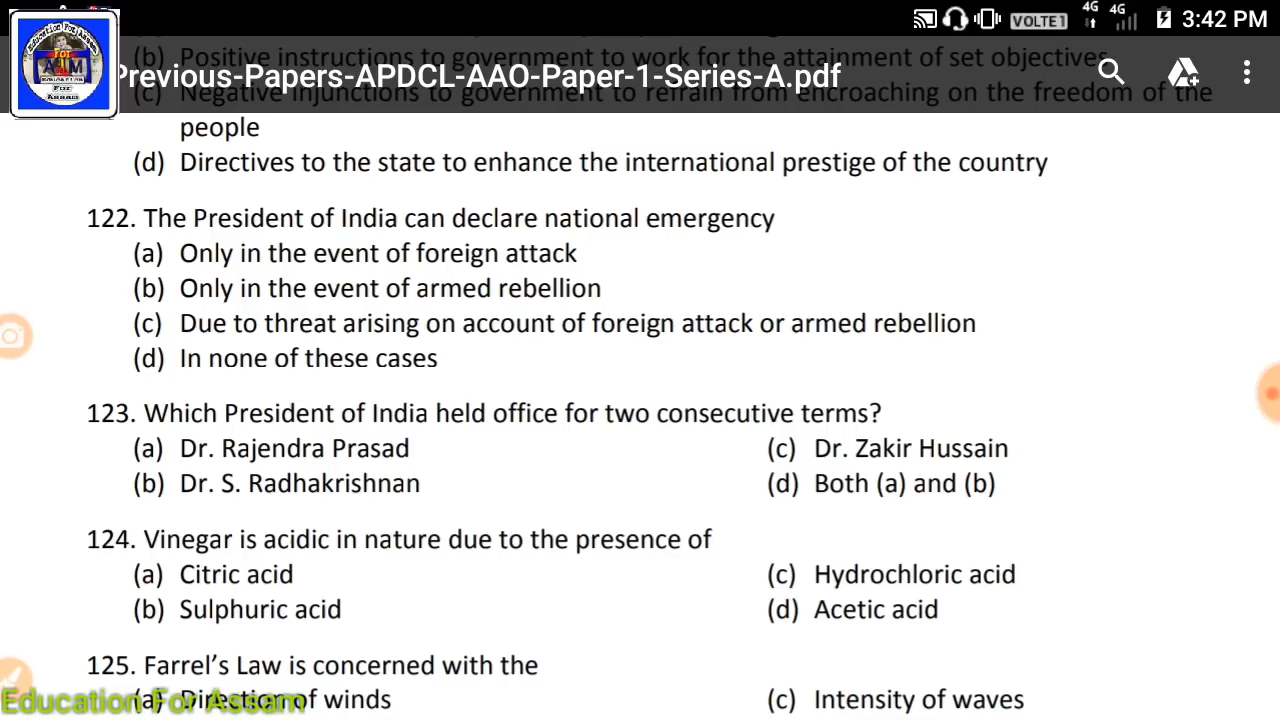 VOLTE1 4G 4G 3:42 PM
Previous-Papers-APDCL-AAO-Paper-1-Series-A.pdf
(b) Positive instructions to government to work for the attainment of set objectives
(c) Negative injunctions to government to refrain from encroaching on the freedom of the
people
(d) Directives to the state to enhance the international prestige of the country
122. The President of India can declare national emergency
(a) Only in the event of foreign attack
(b) Only in the event of armed rebellion
(c) Due to threat arising on account of foreign attack or armed rebellion
(d) In none of these cases
123. Which President of India held office for two consecutive terms?
(a) Dr. Rajendra Prasad (c) Dr. Zakir Hussain
(b) Dr. S. Radhakrishnan (d) Both (a) and (b)
124. Vinegar is acidic in nature due to the presence of
(a) Citric acid (c) Hydrochloric acid
(b) Sulphuric acid (d) Acetic acid
125. Farrel's Law is concerned with the
(a) Direction of winds (c) Intensity of waves
Education For Assam